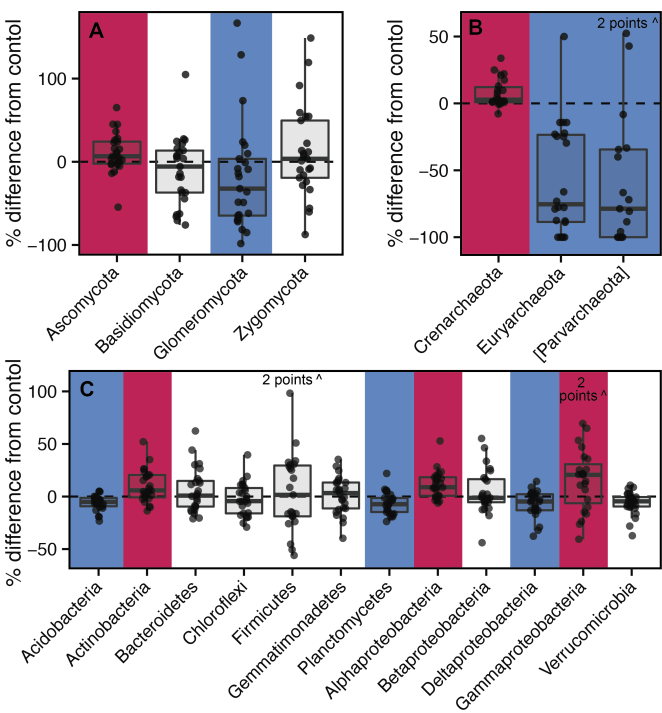 A
% difference from contol
100
0
−100
Ascomycota
Basidiomycota
Glomeromycota
Zygomycota
B
2 points ^
% difference from contol
50
0
−50
−100
Crenarchaeota
Euryarchaeota
[Parvarchaeota]
C
2 points ^
2
points ^
% difference from contol
100
50
0
−50
Acidobacteria
Actinobacteria
Bacteroidetes
Chloroflexi
Firmicutes
Gemmatimonadetes
Planctomycetes
Alphaproteobacteria
Betaproteobacteria
Deltaproteobacteria
Gammaproteobacteria
Verrucomicrobia